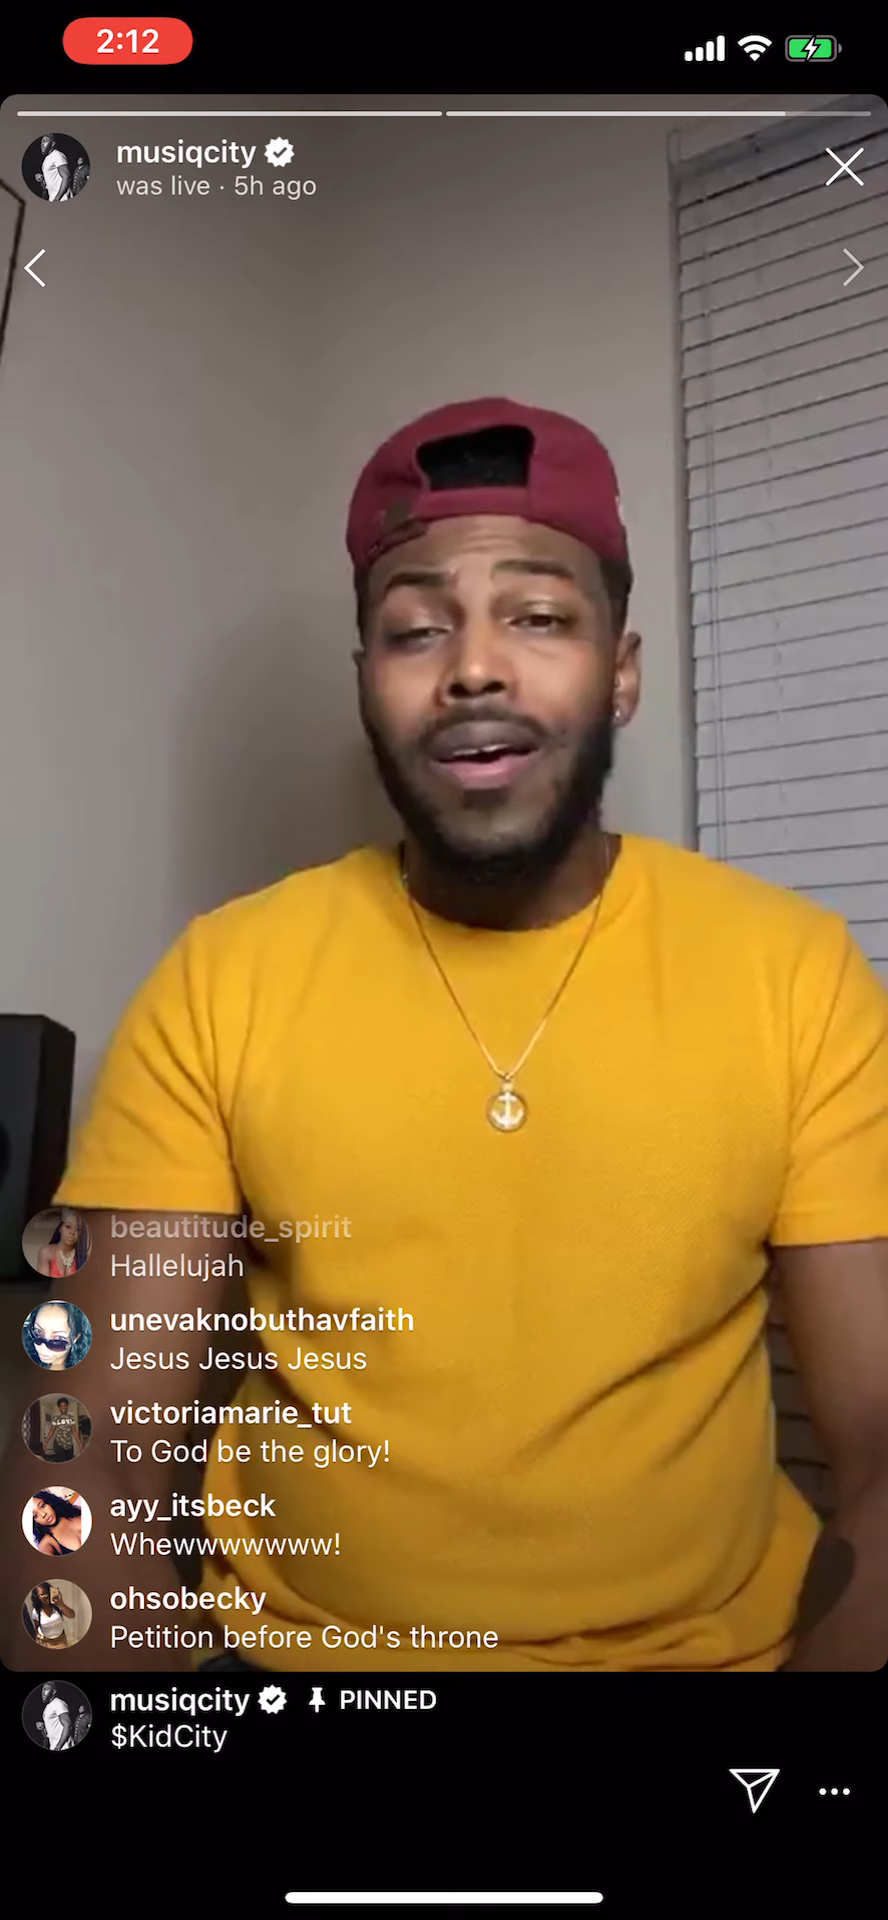 2:12
musiqcity
was live · 5h ago
beautitude_spirit
Hallelujah
unevaknobuthavfaith
Jesus Jesus Jesus
victoriamarie_tut
To God be the glory!
ayy_itsbeck
Whewwwwwww!
ohsobecky
Petition before God's throne
musiqcity PINNED
$KidCity